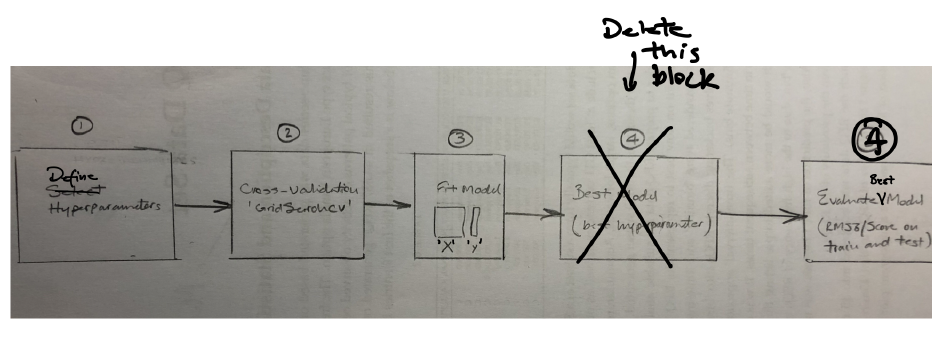 Delete
this
block
1
Define
Select
Hyperparameters
2
Cross-Validation
'GridSearchCV'
3
Fit Model
'X' 'Y'
4
Best Model
(best hyperparameter)
4
Best
Evaluate Model
(RMSE/Score on
train and test)